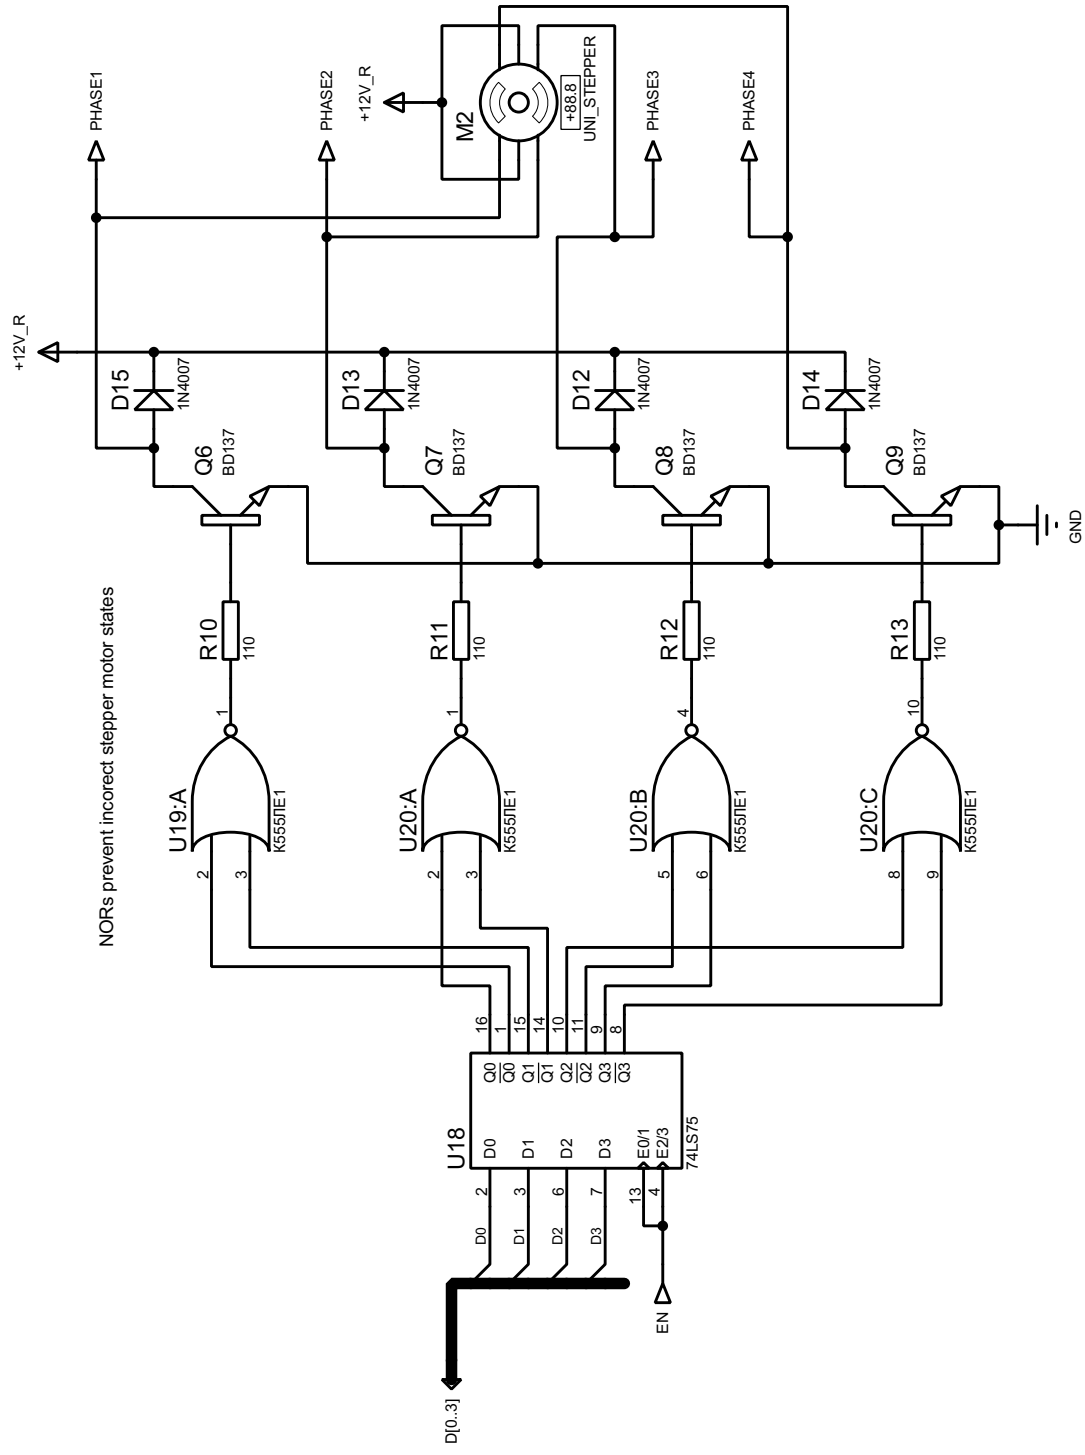 NORs prevent incorect stepper motor states
D[0..3]
EN
D0
D1
D2
D3
2
3
6
7
13
4
U18
D0
D1
D2
D3
E0/1
E2/3
Q0
Q0
Q1
Q1
Q2
Q2
Q3
Q3
74LS75
16
1
15
14
10
11
9
8
U19:A
2
3
1
К555ЛЕ1
U20:A
2
3
1
К555ЛЕ1
U20:B
5
6
4
К555ЛЕ1
U20:C
8
9
10
К555ЛЕ1
R10
110
R11
110
R12
110
R13
110
Q6
BD137
Q7
BD137
Q8
BD137
Q9
BD137
GND
D15
1N4007
D13
1N4007
D12
1N4007
D14
1N4007
+12V_R
PHASE1
PHASE2
+12V_R
M2
+88.8
UNI_STEPPER
PHASE3
PHASE4